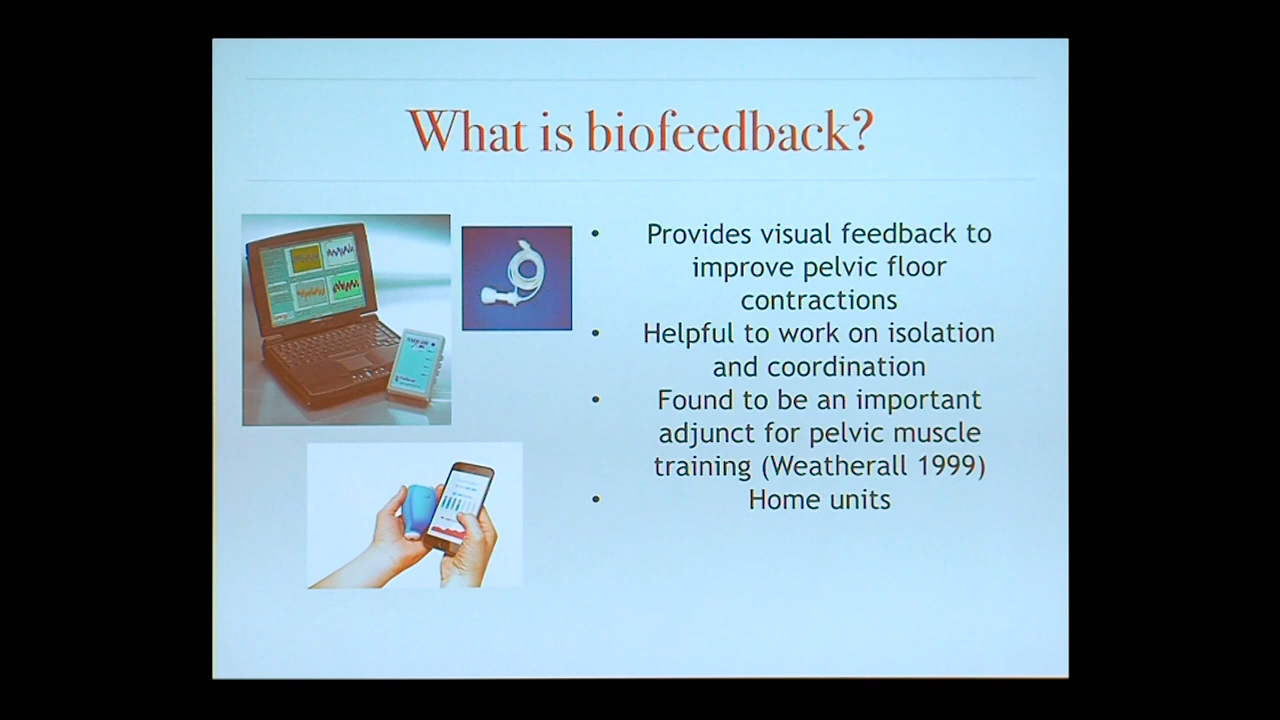 What is biofeedback?
• Provides visual feedback to
improve pelvic floor
contractions
• Helpful to work on isolation
and coordination
• Found to be an important
adjunct for pelvic muscle
training (Weatherall 1999)
• Home units